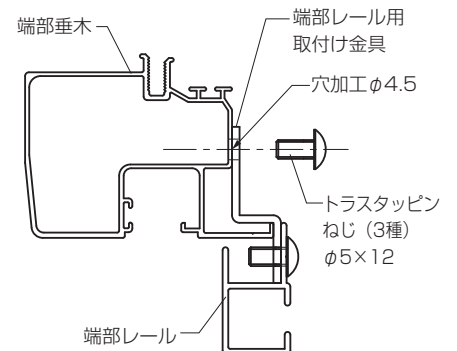 端部垂木
端部レール用
取付け金具
穴加工φ4.5
トラスタッピン
ねじ（3種）
φ5×12
端部レール